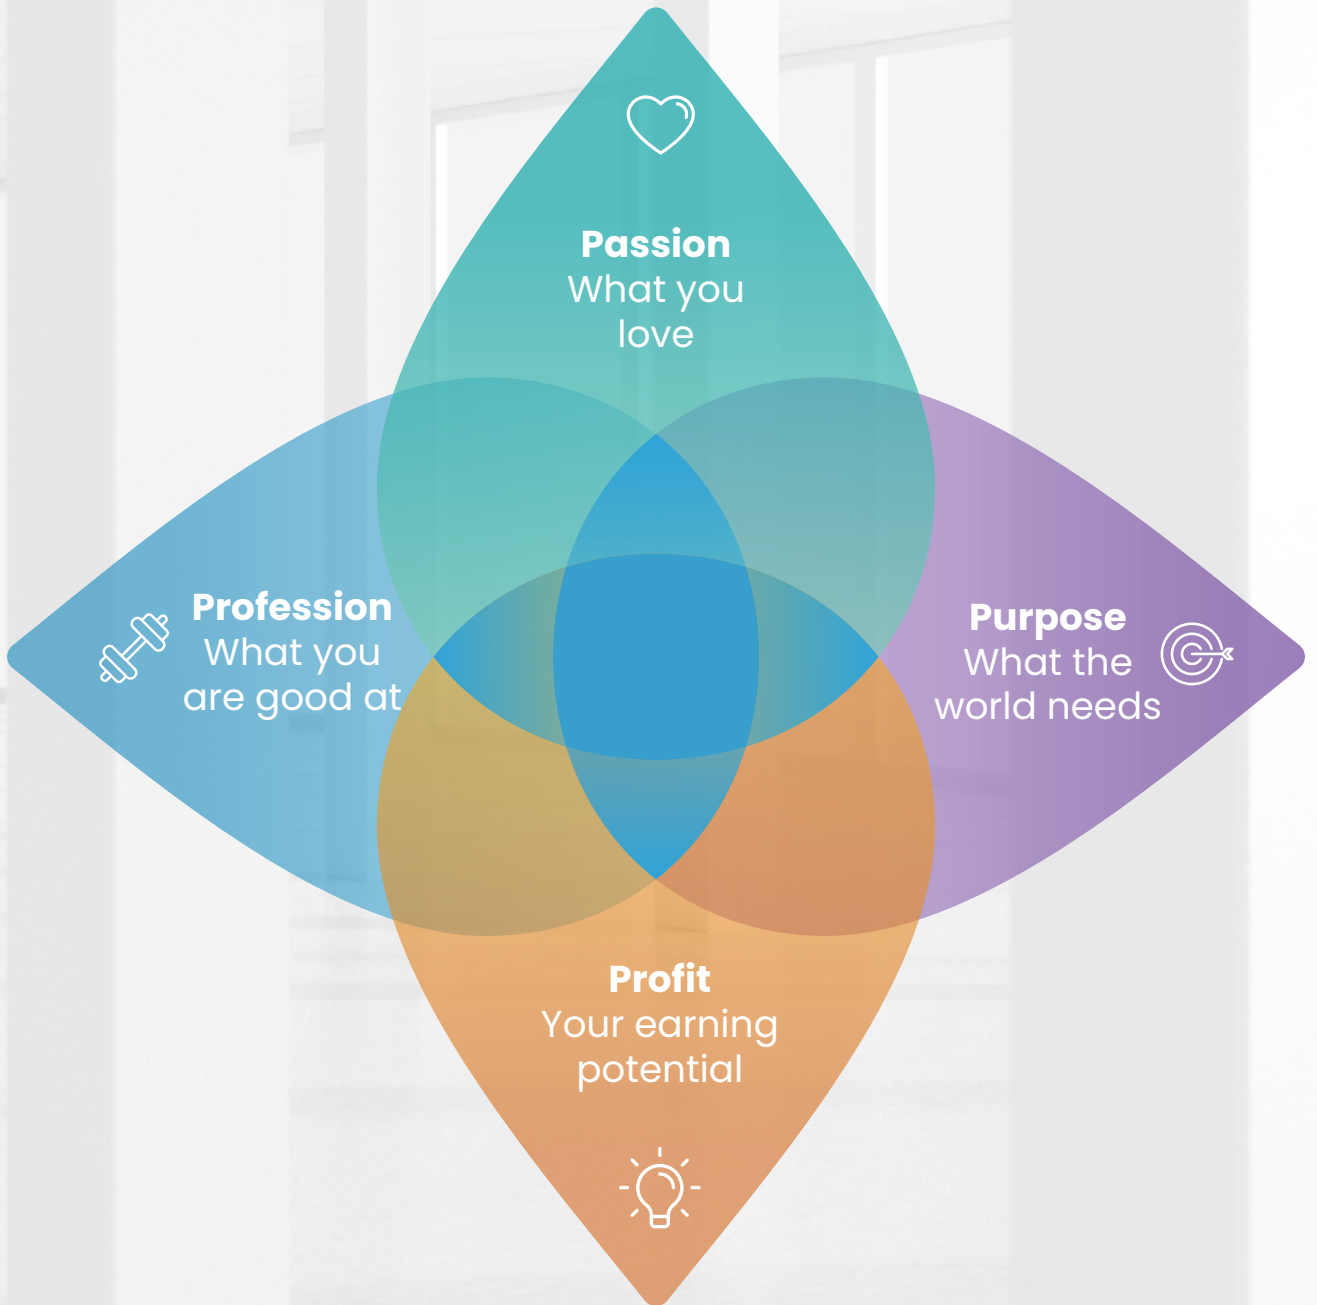 Passion
What you
love
Profession
What you
are good at
Purpose
What the
world needs
Profit
Your earning
potential